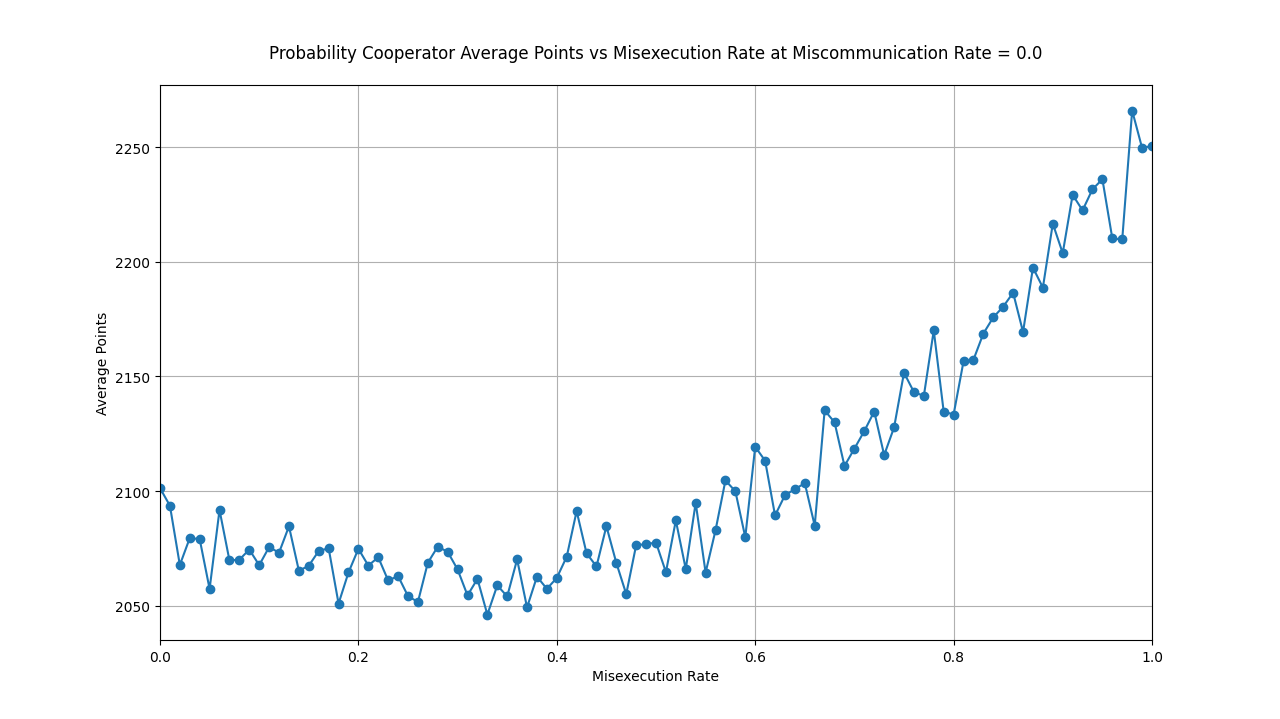 Probability Cooperator Average Points vs Misexecution Rate at Miscommunication Rate = 0.0
2250
2200
2150
2100
2050
Average Points
0.0 0.2 0.4 0.6 0.8 1.0
Misexecution Rate